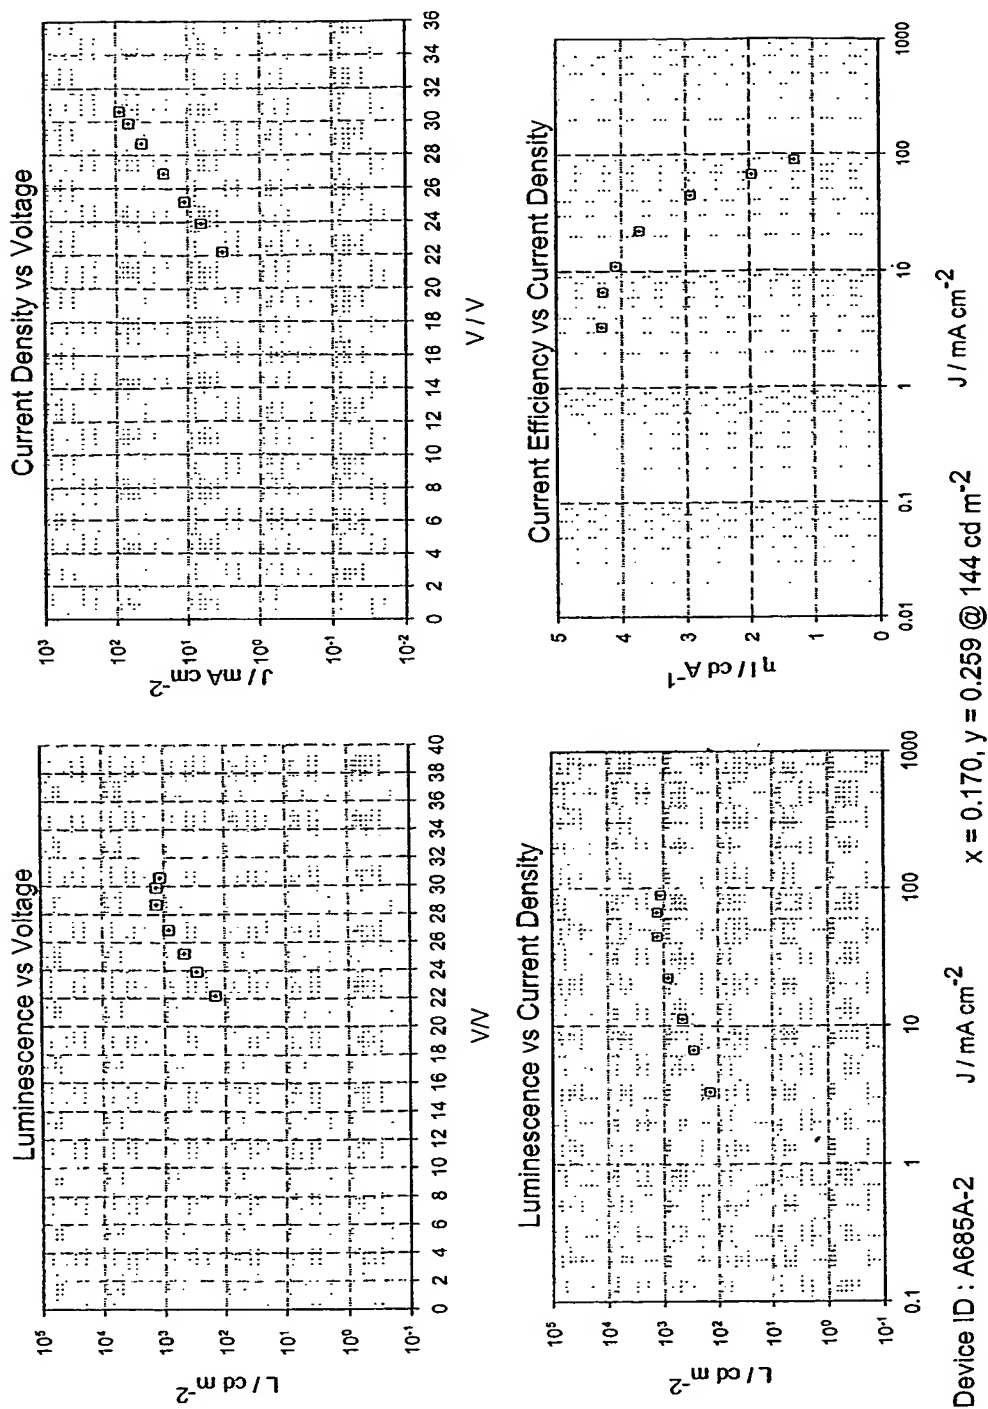 Luminescence vs Voltage
L / cd m-2
10⁵
10⁴
10³
10²
10¹
10⁰
10-¹
0 2 4 6 8 10 12 14 16 18 20 22 24 26 28 30 32 34 36 38 40
V/V
Current Density vs Voltage
J / mA cm-2
10³
10²
10¹
10⁰
10-¹
10-²
0 2 4 6 8 10 12 14 16 18 20 22 24 26 28 30 32 34 36
V / V
Luminescence vs Current Density
L / cd m-2
10⁵
10⁴
10³
10²
10¹
10⁰
10-¹
0.1 1 10 100 1000
J / mA cm-2
Current Efficiency vs Current Density
η I / cd A-1
5
4
3
2
1
0
0.01 0.1 1 10 100 1000
J / mA cm-2
Device ID : A685A-2
x = 0.170, y = 0.259 @ 144 cd m-2